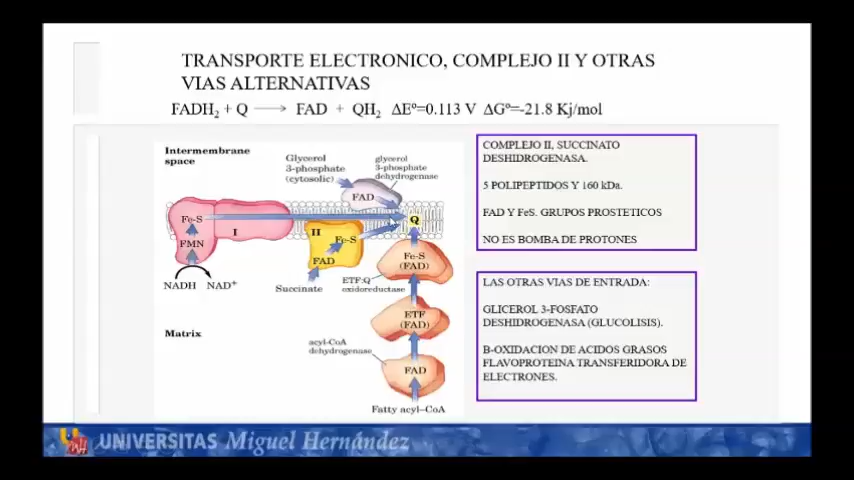 TRANSPORTE ELECTRONICO, COMPLEJO II Y OTRAS
VIAS ALTERNATIVAS
FADH₂ + Q ⟶ FAD + QH₂ ΔEº=0.113 V ΔGº=-21.8 Kj/mol
Intermembrane
space
Glycerol
3-phosphate
(cytosolic)
glycerol
3-phosphate
dehydrogenase
FAD
Fe-S
I
FMN
NADH
NAD⁺
II
Fe-S
FAD
Succinate
Q
Fe-S
(FAD)
ETF:Q
oxidoreductase
ETF
(FAD)
Matrix
acyl-CoA
dehydrogenase
FAD
Fatty acyl–CoA
COMPLEJO II, SUCCINATO
DESHIDROGENASA.
5 POLIPEPTIDOS Y 160 kDa.
FAD Y FeS. GRUPOS PROSTETICOS
NO ES BOMBA DE PROTONES
LAS OTRAS VIAS DE ENTRADA:
GLICEROL 3-FOSFATO
DESHIDROGENASA (GLUCOLISIS).
B-OXIDACION DE ACIDOS GRASOS
FLAVOPROTEINA TRANSFERIDORA DE
ELECTRONES.
UNIVERSITAS Miguel Hernández